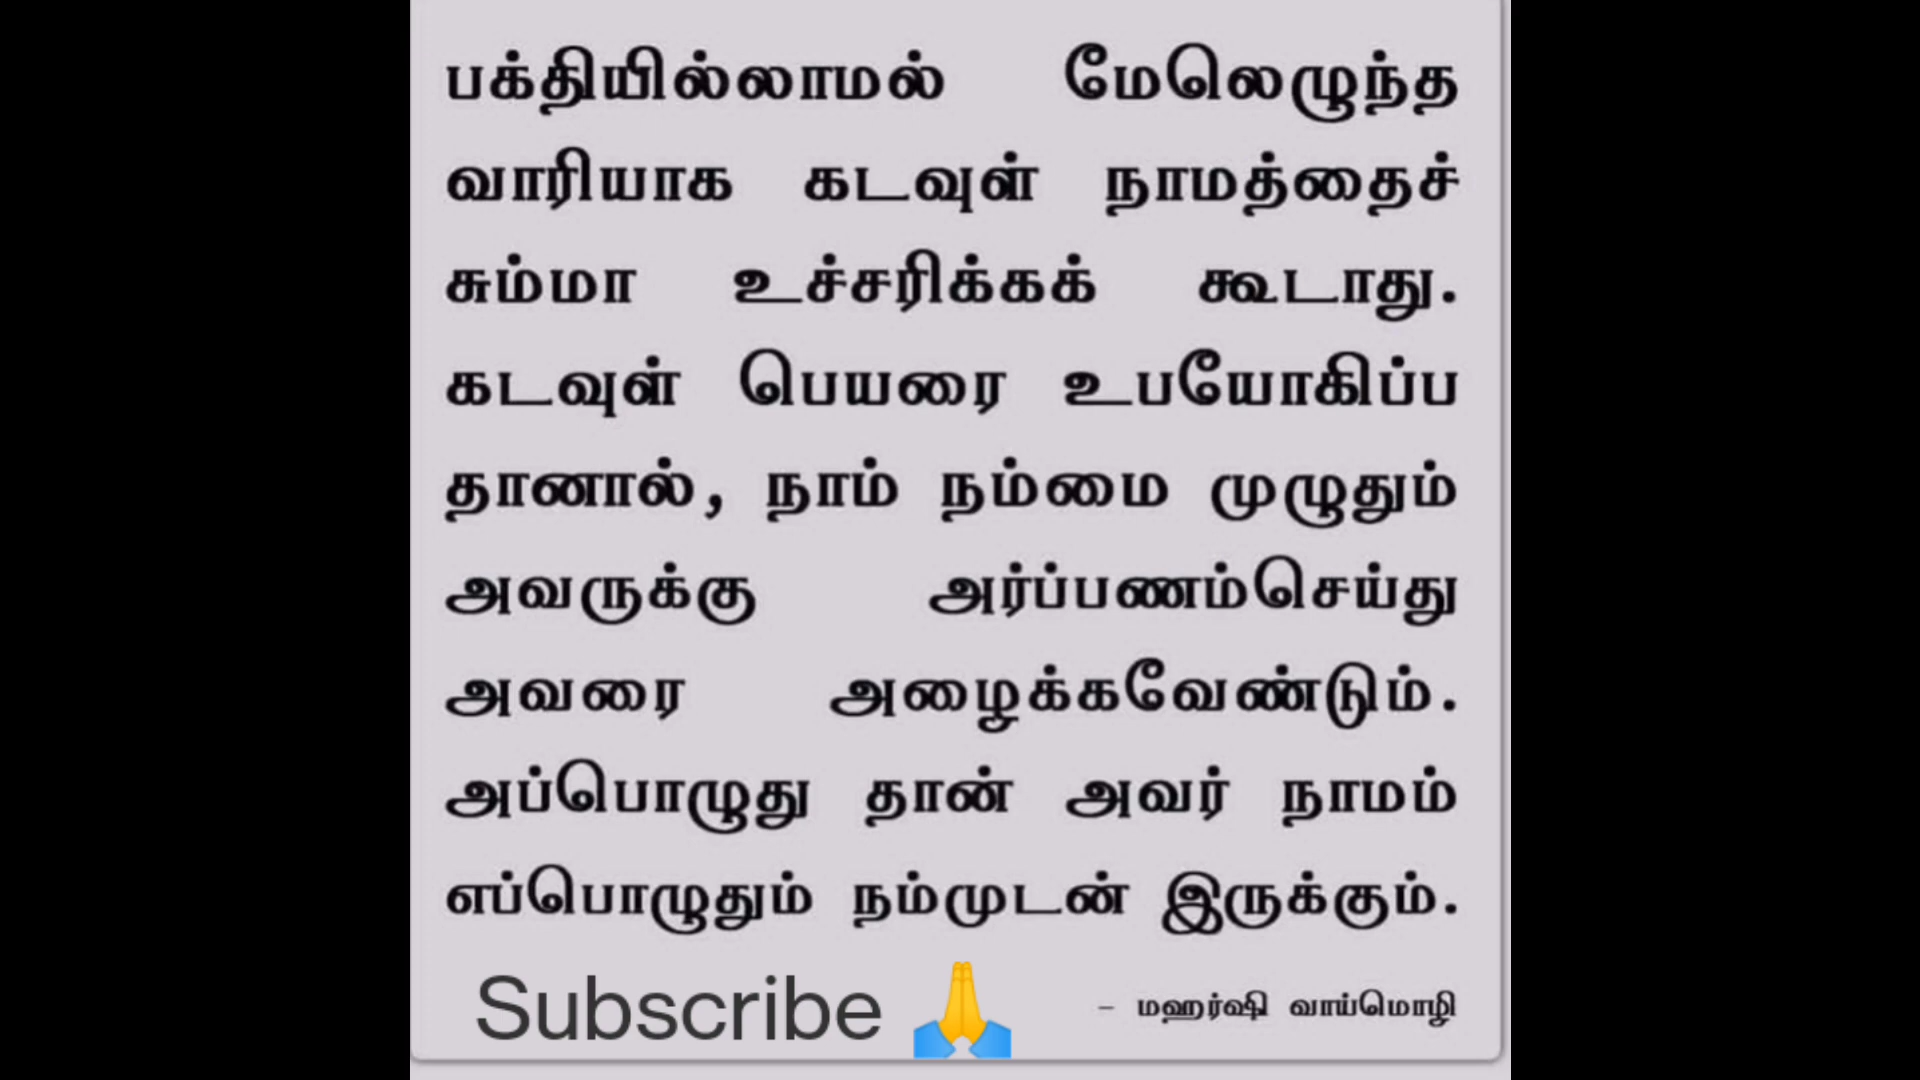 பக்தியில்லாமல் மேலெழுந்த
வாரியாக கடவுள் நாமத்தைச்
சும்மா உச்சரிக்கக் கூடாது.
கடவுள் பெயரை உபயோகிப்ப
தானால், நாம் நம்மை முழுதும்
அவருக்கு அர்ப்பணம்செய்து
அவரை அழைக்கவேண்டும்.
அப்பொழுது தான் அவர் நாமம்
எப்பொழுதும் நம்முடன் இருக்கும்.
Subscribe 🙏
- மஹர்ஷி வாய்மொழி